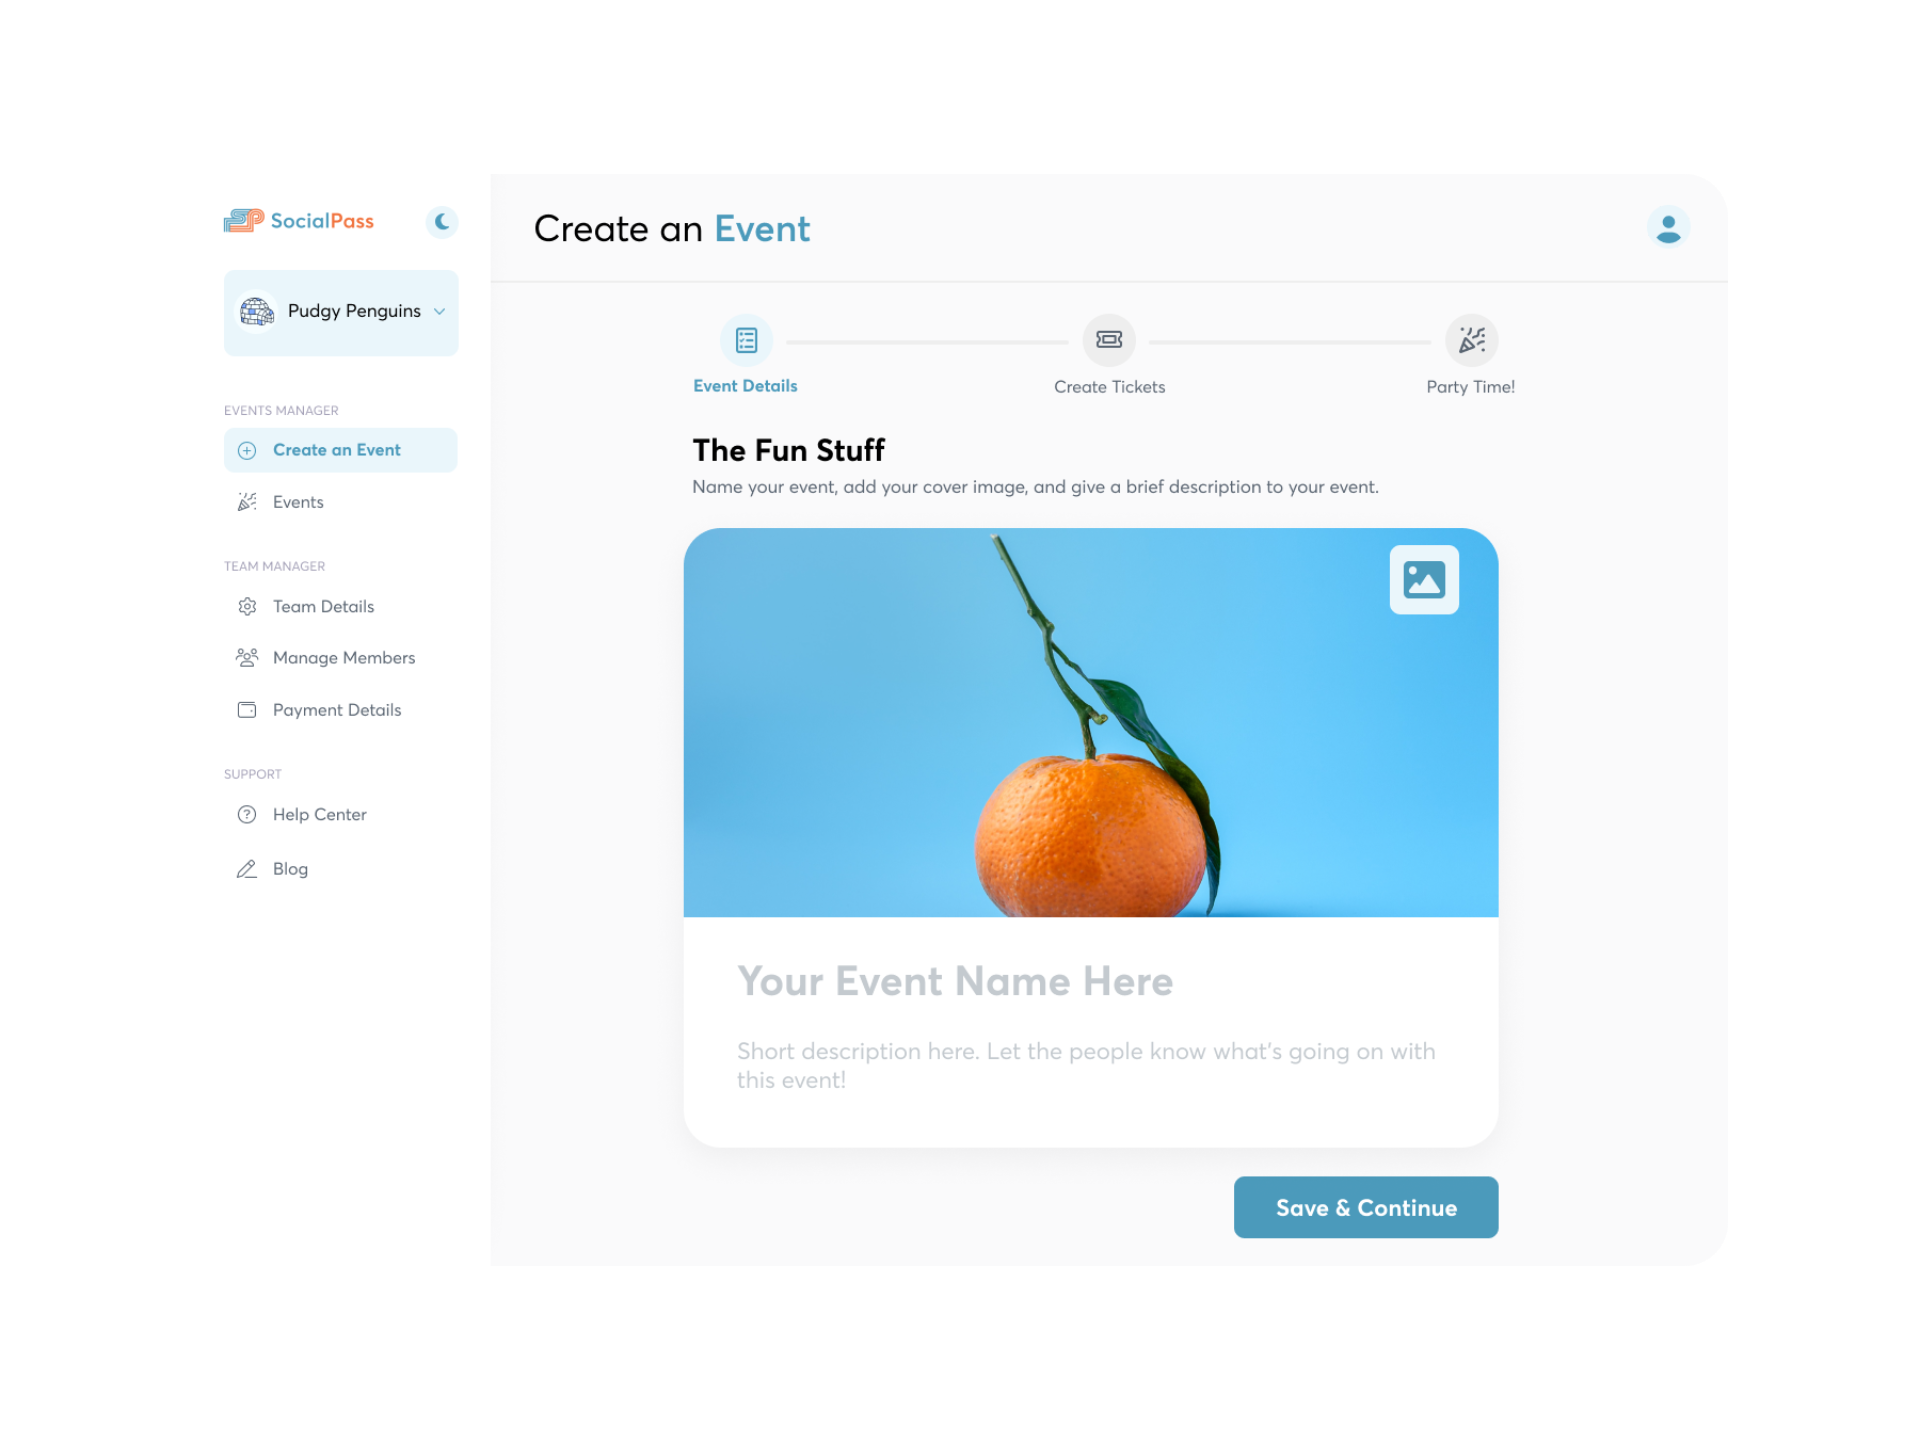 SocialPass
Pudgy Penguins
EVENTS MANAGER
Create an Event
Events
TEAM MANAGER
Team Details
Manage Members
Payment Details
SUPPORT
Help Center
Blog
Create an Event
Event Details
Create Tickets
Party Time!
The Fun Stuff
Name your event, add your cover image, and give a brief description to your event.
Your Event Name Here
Short description here. Let the people know what's going on with
this event!
Save & Continue